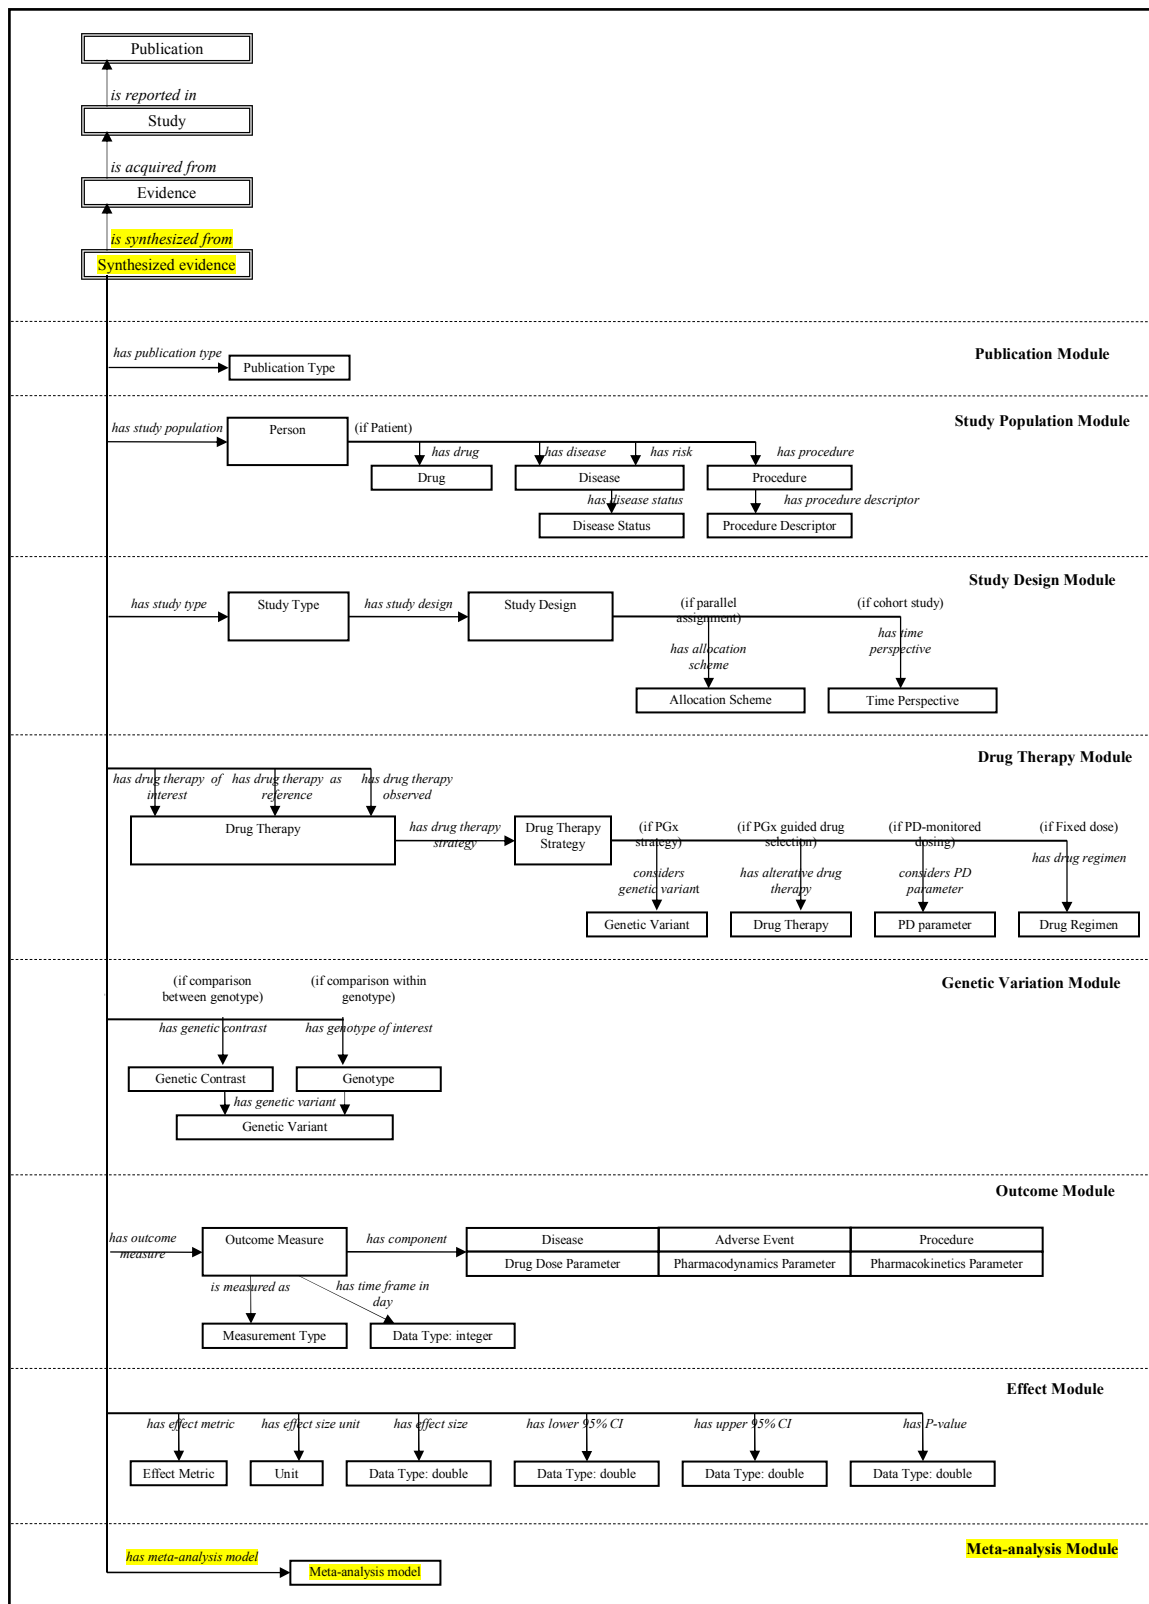 Publication
is reported in
Study
is acquired from
Evidence
is synthesized from
Synthesized evidence
Publication Module
has publication type
Publication Type
Study Population Module
has study population
Person
(if Patient)
has drug
has disease
has risk
has procedure
Drug
Disease
Procedure
has disease status
has procedure descriptor
Disease Status
Procedure Descriptor
Study Design Module
has study type
Study Type
has study design
Study Design
(if parallel
assignment)
(if cohort study)
has allocation
scheme
has time
perspective
Allocation Scheme
Time Perspective
Drug Therapy Module
has drug therapy of
interest
has drug therapy as
reference
has drug therapy
observed
Drug Therapy
has drug therapy
strategy
Drug Therapy
Strategy
(if PGx
strategy)
(if PGx guided drug
selection)
(if PD-monitored
dosing)
(if Fixed dose)
considers
genetic variant
has alterative drug
therapy
considers PD
parameter
has drug regimen
Genetic Variant
Drug Therapy
PD parameter
Drug Regimen
Genetic Variation Module
(if comparison
between genotype)
(if comparison within
genotype)
has genetic contrast
has genotype of interest
Genetic Contrast
Genotype
has genetic variant
Genetic Variant
Outcome Module
has outcome
measure
Outcome Measure
has component
Disease
Adverse Event
Procedure
Drug Dose Parameter
Pharmacodynamics Parameter
Pharmacokinetics Parameter
is measured as
has time frame in
day
Measurement Type
Data Type: integer
Effect Module
has effect metric
has effect size unit
has effect size
has lower 95% CI
has upper 95% CI
has P-value
Effect Metric
Unit
Data Type: double
Data Type: double
Data Type: double
Data Type: double
Meta-analysis Module
has meta-analysis model
Meta-analysis model